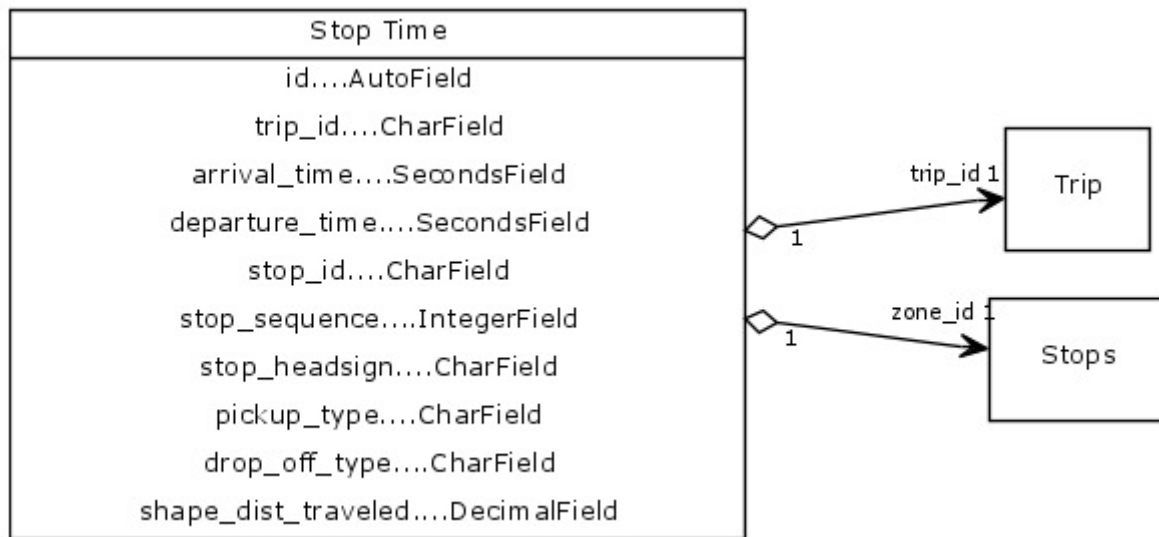 Stop Time
id....AutoField
trip_id....CharField
arrival_time....SecondsField
departure_time....SecondsField
stop_id....CharField
stop_sequence....IntegerField
stop_headsign....CharField
pickup_type....CharField
drop_off_type....CharField
shape_dist_traveled....DecimalField
trip_id 1
1
Trip
zone_id 1
1
Stops